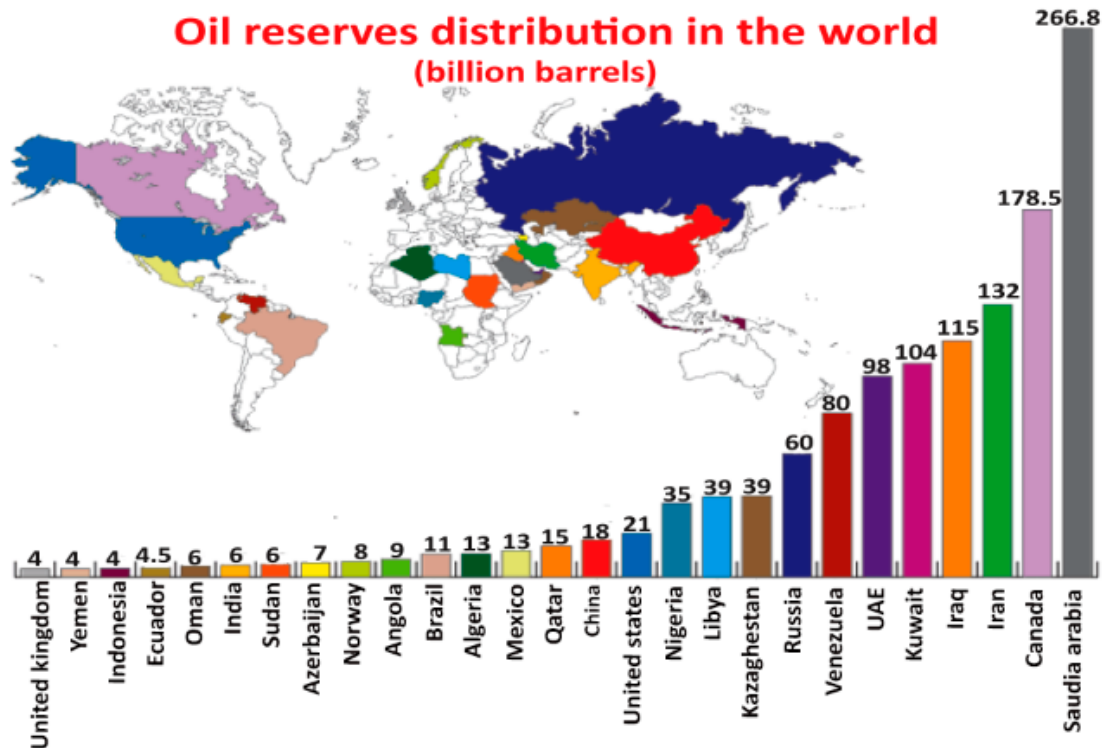 Oil reserves distribution in the world
(billion barrels)
266.8
178.5
132
115
104
98
80
60
39
39
35
21
18
15
13
13
11
9
8
7
6
6
6
4.5
4
4
4
United kingdom
Yemen
Indonesia
Ecuador
Oman
India
Sudan
Azerbaijan
Norway
Angola
Brazil
Algeria
Mexico
Qatar
China
United states
Nigeria
Libya
Kazaghestan
Russia
Venezuela
UAE
Kuwait
Iraq
Iran
Canada
Saudia arabia